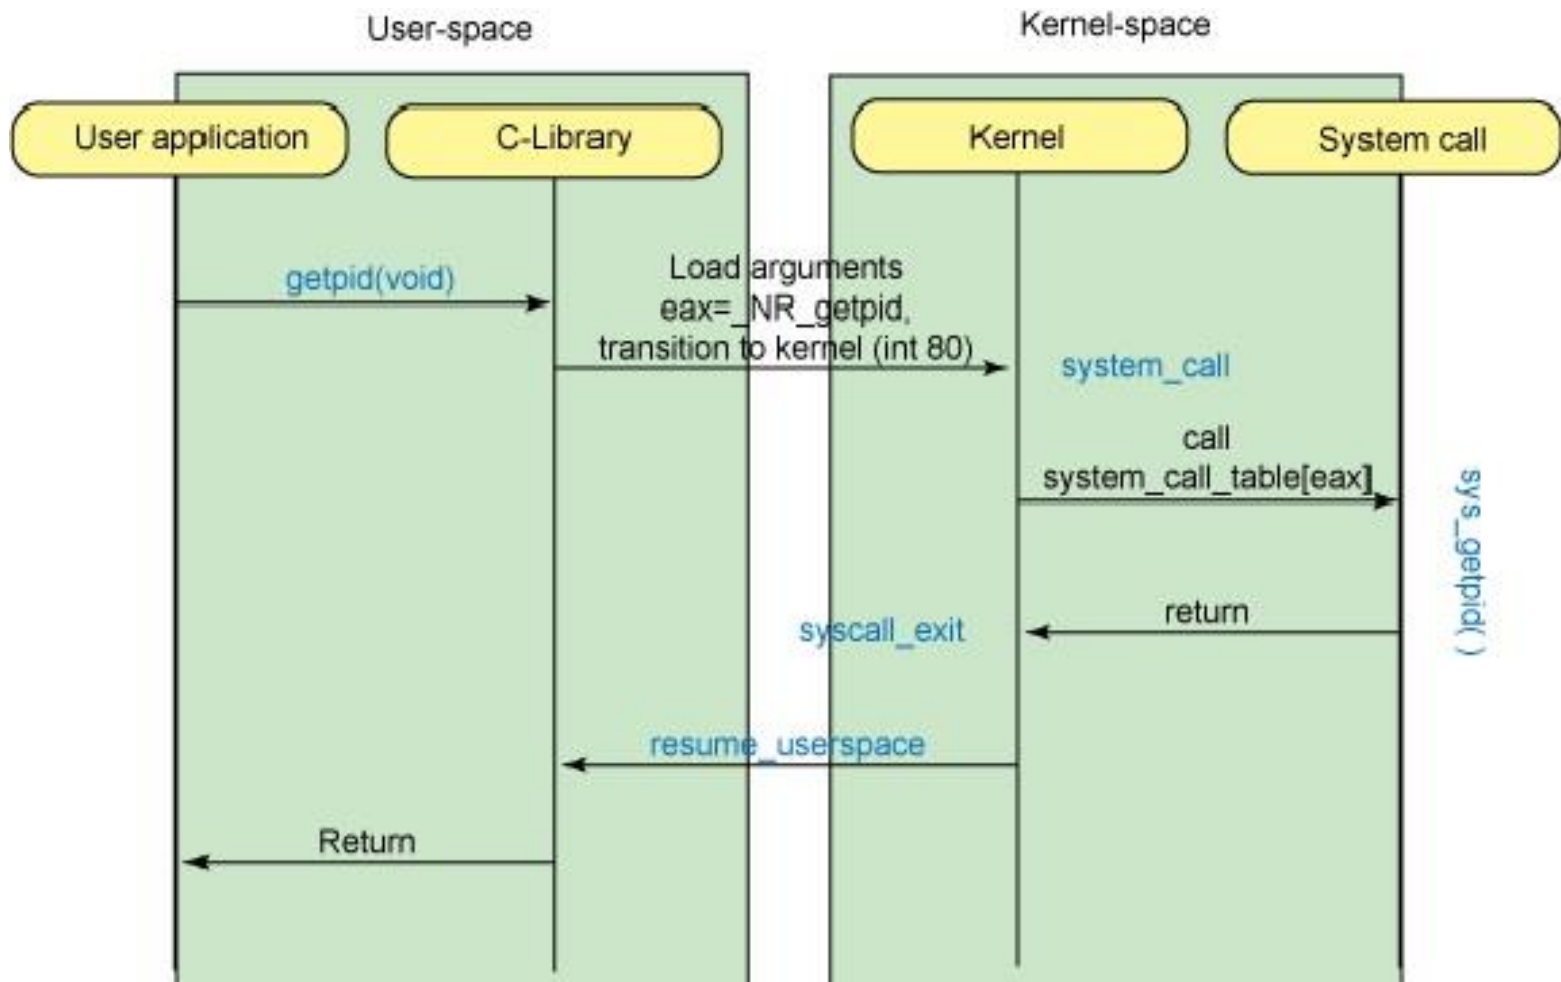 User-space
Kernel-space
User application
C-Library
Kernel
System call
getpid(void)
Load arguments
eax=_NR_getpid,
transition to kernel (int 80)
system_call
call
system_call_table[eax]
sys_getpid( )
return
syscall_exit
resume_userspace
Return